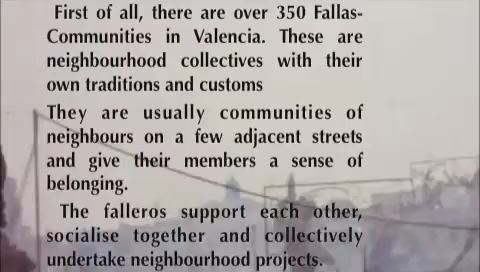 First of all, there are over 350 Fallas-
Communities in Valencia. These are
neighbourhood collectives with their
own traditions and customs
They are usually communities of
neighbours on a few adjacent streets
and give their members a sense of
belonging.
The falleros support each other,
socialise together and collectively
undertake neighbourhood projects.